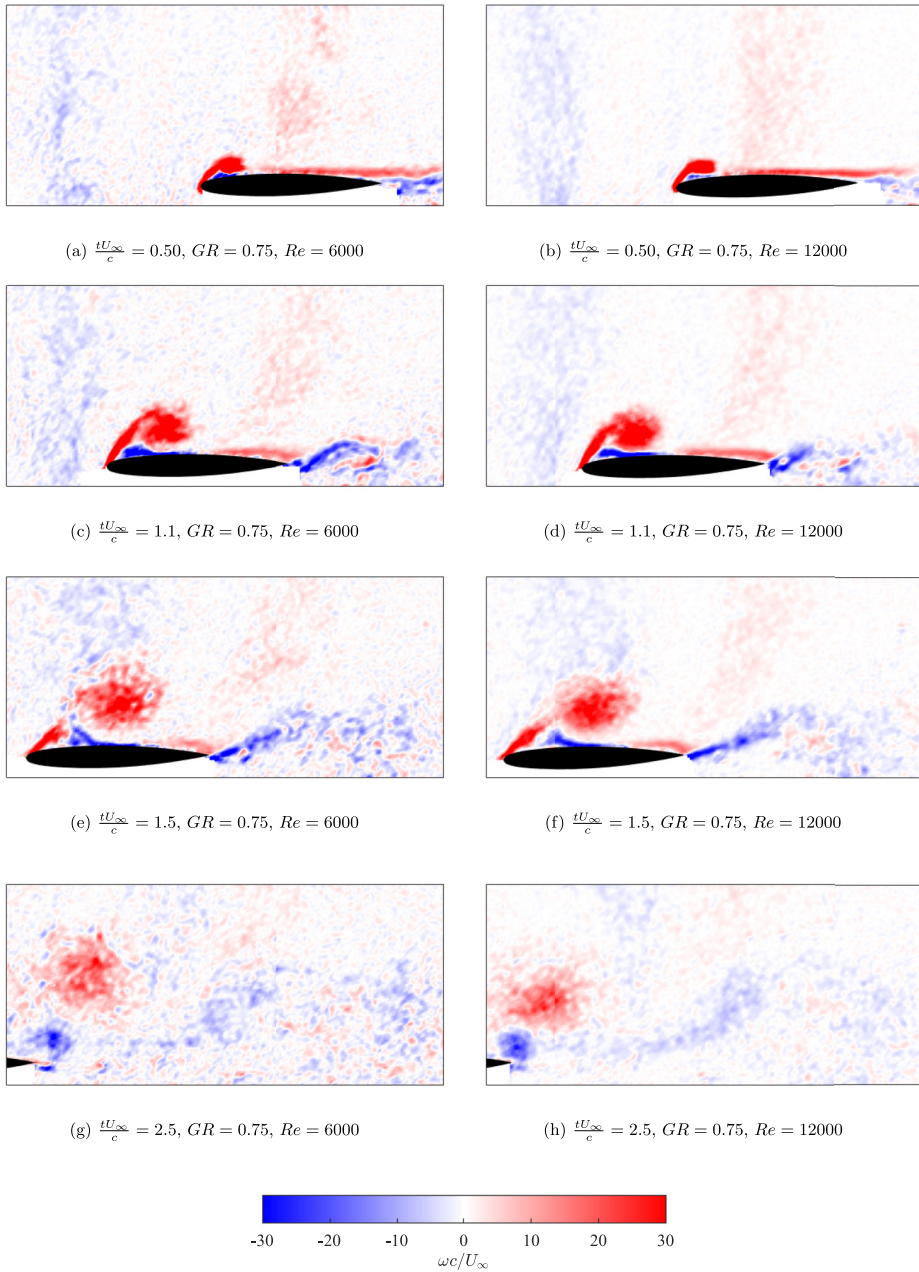 (a) $\frac{tU_\infty}{c} = 0.50$, $GR = 0.75$, $Re = 6000$
(b) $\frac{tU_\infty}{c} = 0.50$, $GR = 0.75$, $Re = 12000$
(c) $\frac{tU_\infty}{c} = 1.1$, $GR = 0.75$, $Re = 6000$
(d) $\frac{tU_\infty}{c} = 1.1$, $GR = 0.75$, $Re = 12000$
(e) $\frac{tU_\infty}{c} = 1.5$, $GR = 0.75$, $Re = 6000$
(f) $\frac{tU_\infty}{c} = 1.5$, $GR = 0.75$, $Re = 12000$
(g) $\frac{tU_\infty}{c} = 2.5$, $GR = 0.75$, $Re = 6000$
(h) $\frac{tU_\infty}{c} = 2.5$, $GR = 0.75$, $Re = 12000$
-30 -20 -10 0 10 20 30
$\omega c/U_\infty$